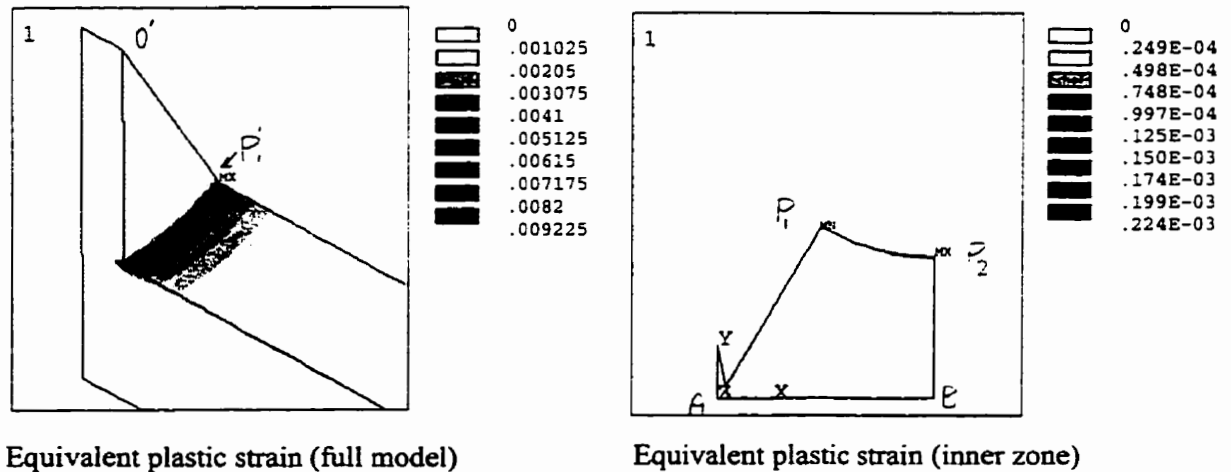 1
O'
P₁'
MX
0
.001025
.00205
.003075
.0041
.005125
.00615
.007175
.0082
.009225
Equivalent plastic strain (full model)
1
P₁
MN
MX
P₂
Y
Z
X
A
B
0
.249E-04
.498E-04
.748E-04
.997E-04
.125E-03
.150E-03
.174E-03
.199E-03
.224E-03
Equivalent plastic strain (inner zone)